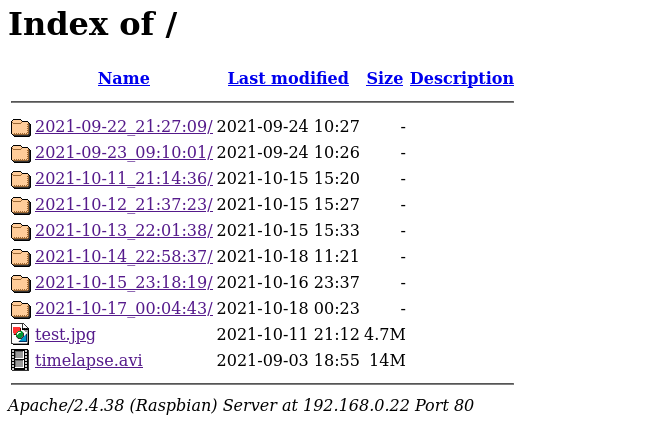 Index of /
Name Last modified Size Description
2021-09-22_21:27:09/ 2021-09-24 10:27 -
2021-09-23_09:10:01/ 2021-09-24 10:26 -
2021-10-11_21:14:36/ 2021-10-15 15:20 -
2021-10-12_21:37:23/ 2021-10-15 15:27 -
2021-10-13_22:01:38/ 2021-10-15 15:33 -
2021-10-14_22:58:37/ 2021-10-18 11:21 -
2021-10-15_23:18:19/ 2021-10-16 23:37 -
2021-10-17_00:04:43/ 2021-10-18 00:23 -
test.jpg 2021-10-11 21:12 4.7M
timelapse.avi 2021-09-03 18:55 14M
Apache/2.4.38 (Raspbian) Server at 192.168.0.22 Port 80